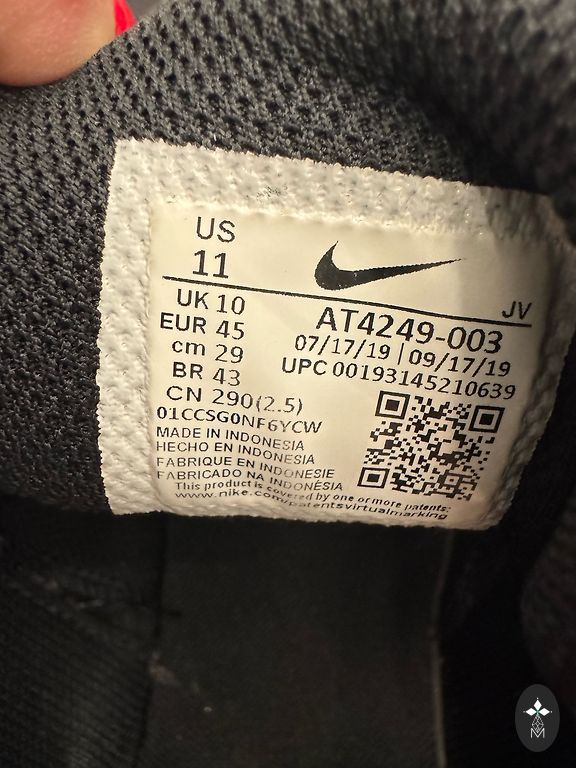 US
11
UK 10
EUR 45
cm 29
BR 43
CN 290(2.5)
JV
AT4249-003
07/17/19 | 09/17/19
UPC 00193145210639
01CCSG0NF6YCW
MADE IN INDONESIA
HECHO EN INDONESIA
FABRIQUE EN INDONESIE
FABRICADO NA INDONÉSIA
This product is covered by one or more patents:
www.nike.com/patentsvirtualmarking